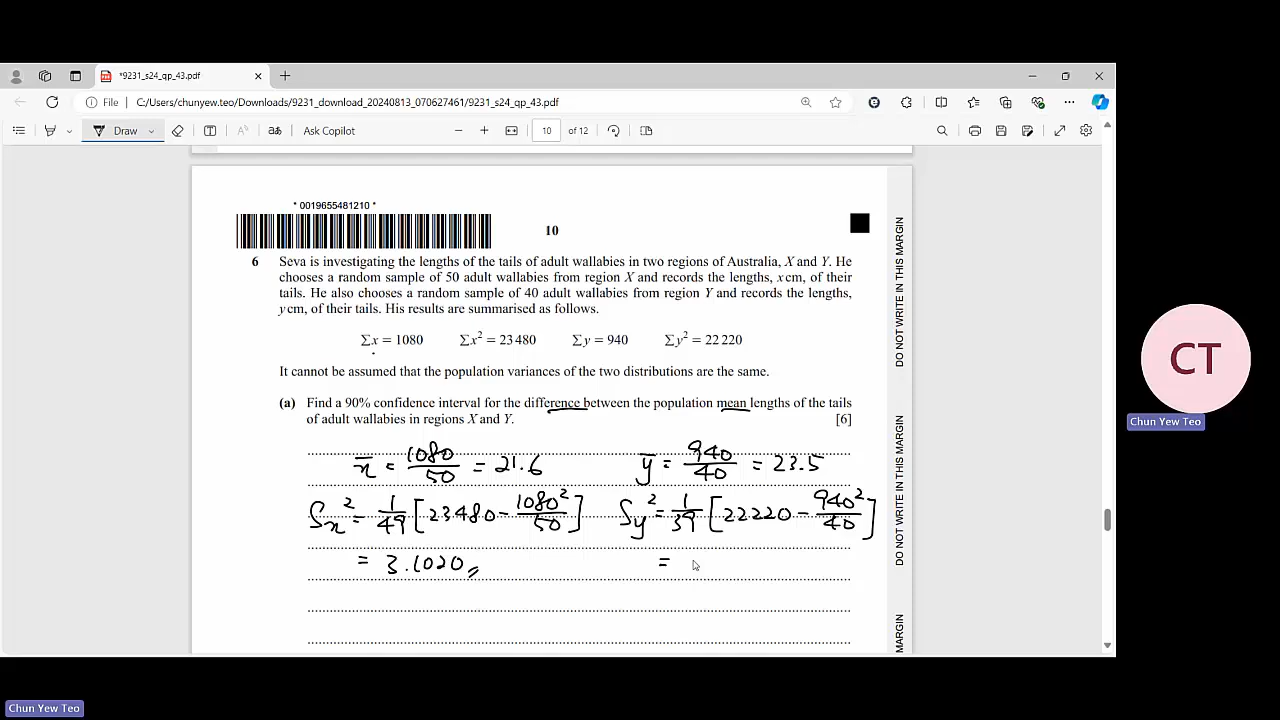 *9231_s24_qp_43.pdf
File C:/Users/chunyew.teo/Downloads/9231_download_20240813_070627461/9231_s24_qp_43.pdf
Draw Ask Copilot 10 of 12
* 0019655481210 *
10
DO NOT WRITE IN THIS MARGIN
6 Seva is investigating the lengths of the tails of adult wallabies in two regions of Australia, X and Y. He
chooses a random sample of 50 adult wallabies from region X and records the lengths, x cm, of their
tails. He also chooses a random sample of 40 adult wallabies from region Y and records the lengths,
y cm, of their tails. His results are summarised as follows.
Σx = 1080 Σx² = 23 480 Σy = 940 Σy² = 22 220
It cannot be assumed that the population variances of the two distributions are the same.
(a) Find a 90% confidence interval for the difference between the population mean lengths of the tails
of adult wallabies in regions X and Y. [6]
x̄ = 1080/50 = 21.6 ȳ = 940/40 = 23.5
Sx² = 1/49 [23480 - 1080²/50] Sy² = 1/39 [22220 - 940²/40]
= 3.1020 =
DO NOT WRITE IN THIS MARGIN
MARGIN
CT
Chun Yew Teo
Chun Yew Teo